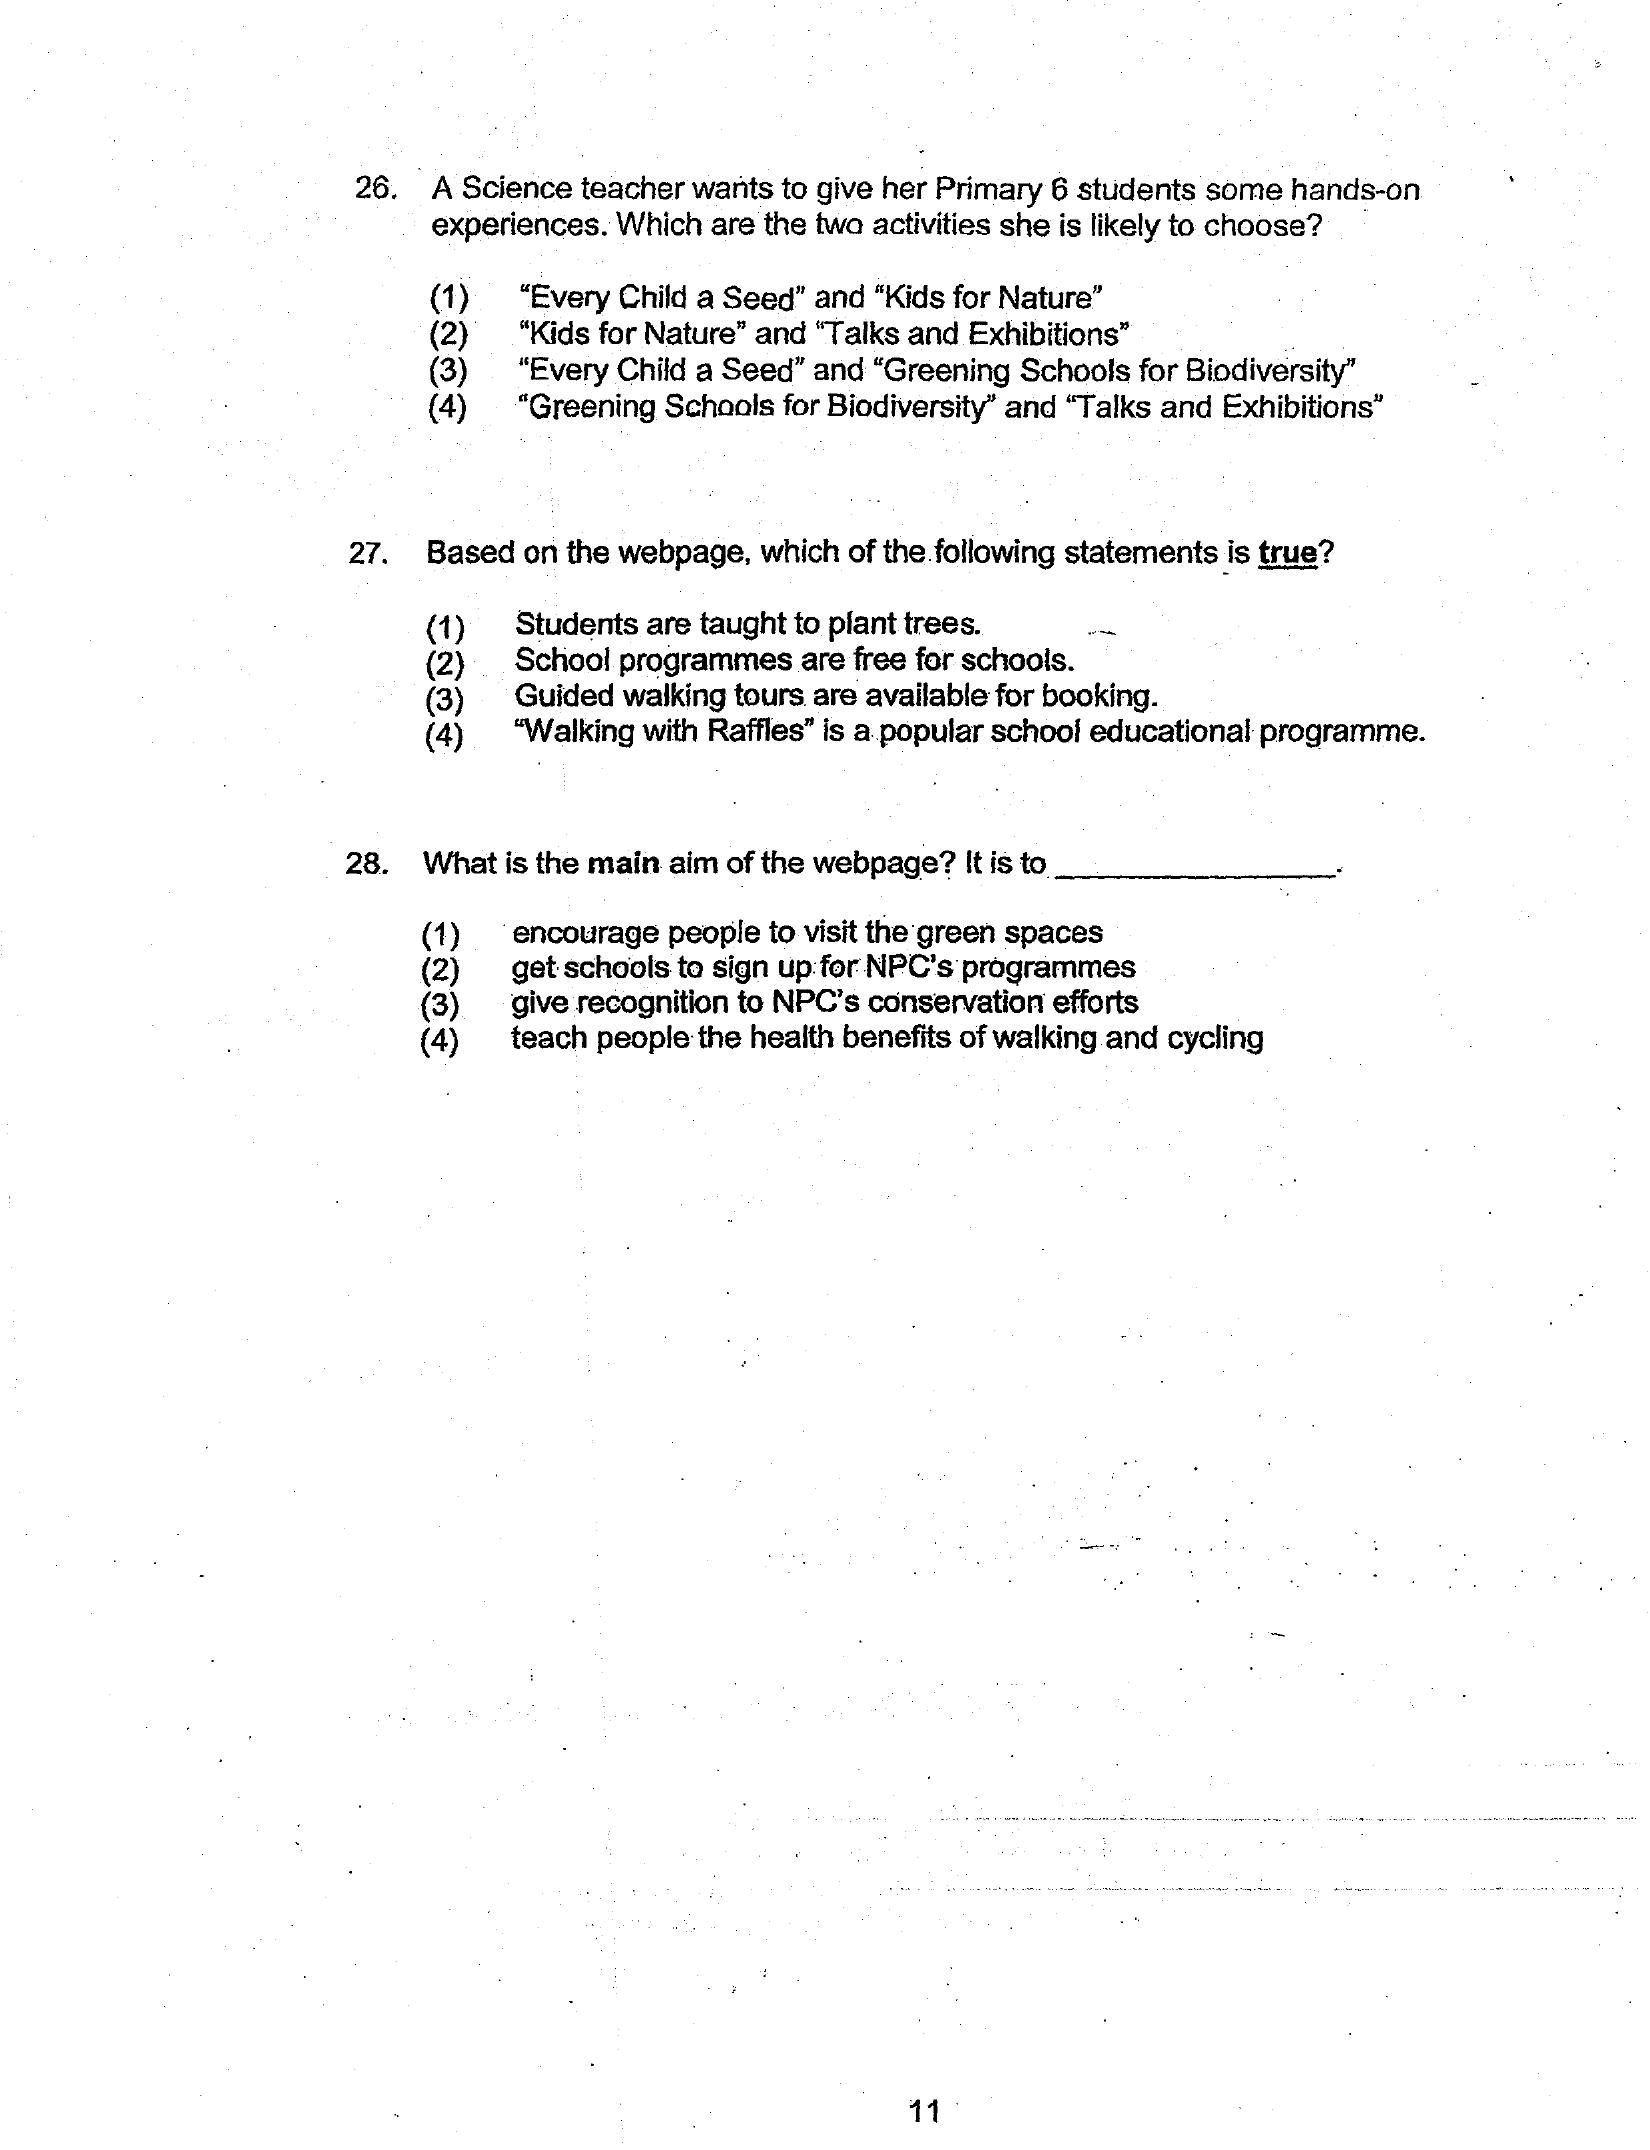 26. A Science teacher wants to give her Primary 6 students some hands-on
experiences. Which are the two activities she is likely to choose?
(1) "Every Child a Seed" and "Kids for Nature"
(2) "Kids for Nature" and "Talks and Exhibitions"
(3) "Every Child a Seed" and "Greening Schools for Biodiversity"
(4) "Greening Schools for Biodiversity" and "Talks and Exhibitions"
27. Based on the webpage, which of the following statements is true?
(1) Students are taught to plant trees.
(2) School programmes are free for schools.
(3) Guided walking tours are available for booking.
(4) "Walking with Raffles" is a popular school educational programme.
28. What is the main aim of the webpage? It is to ________________.
(1) encourage people to visit the green spaces
(2) get schools to sign up for NPC's programmes
(3) give recognition to NPC's conservation efforts
(4) teach people the health benefits of walking and cycling
11